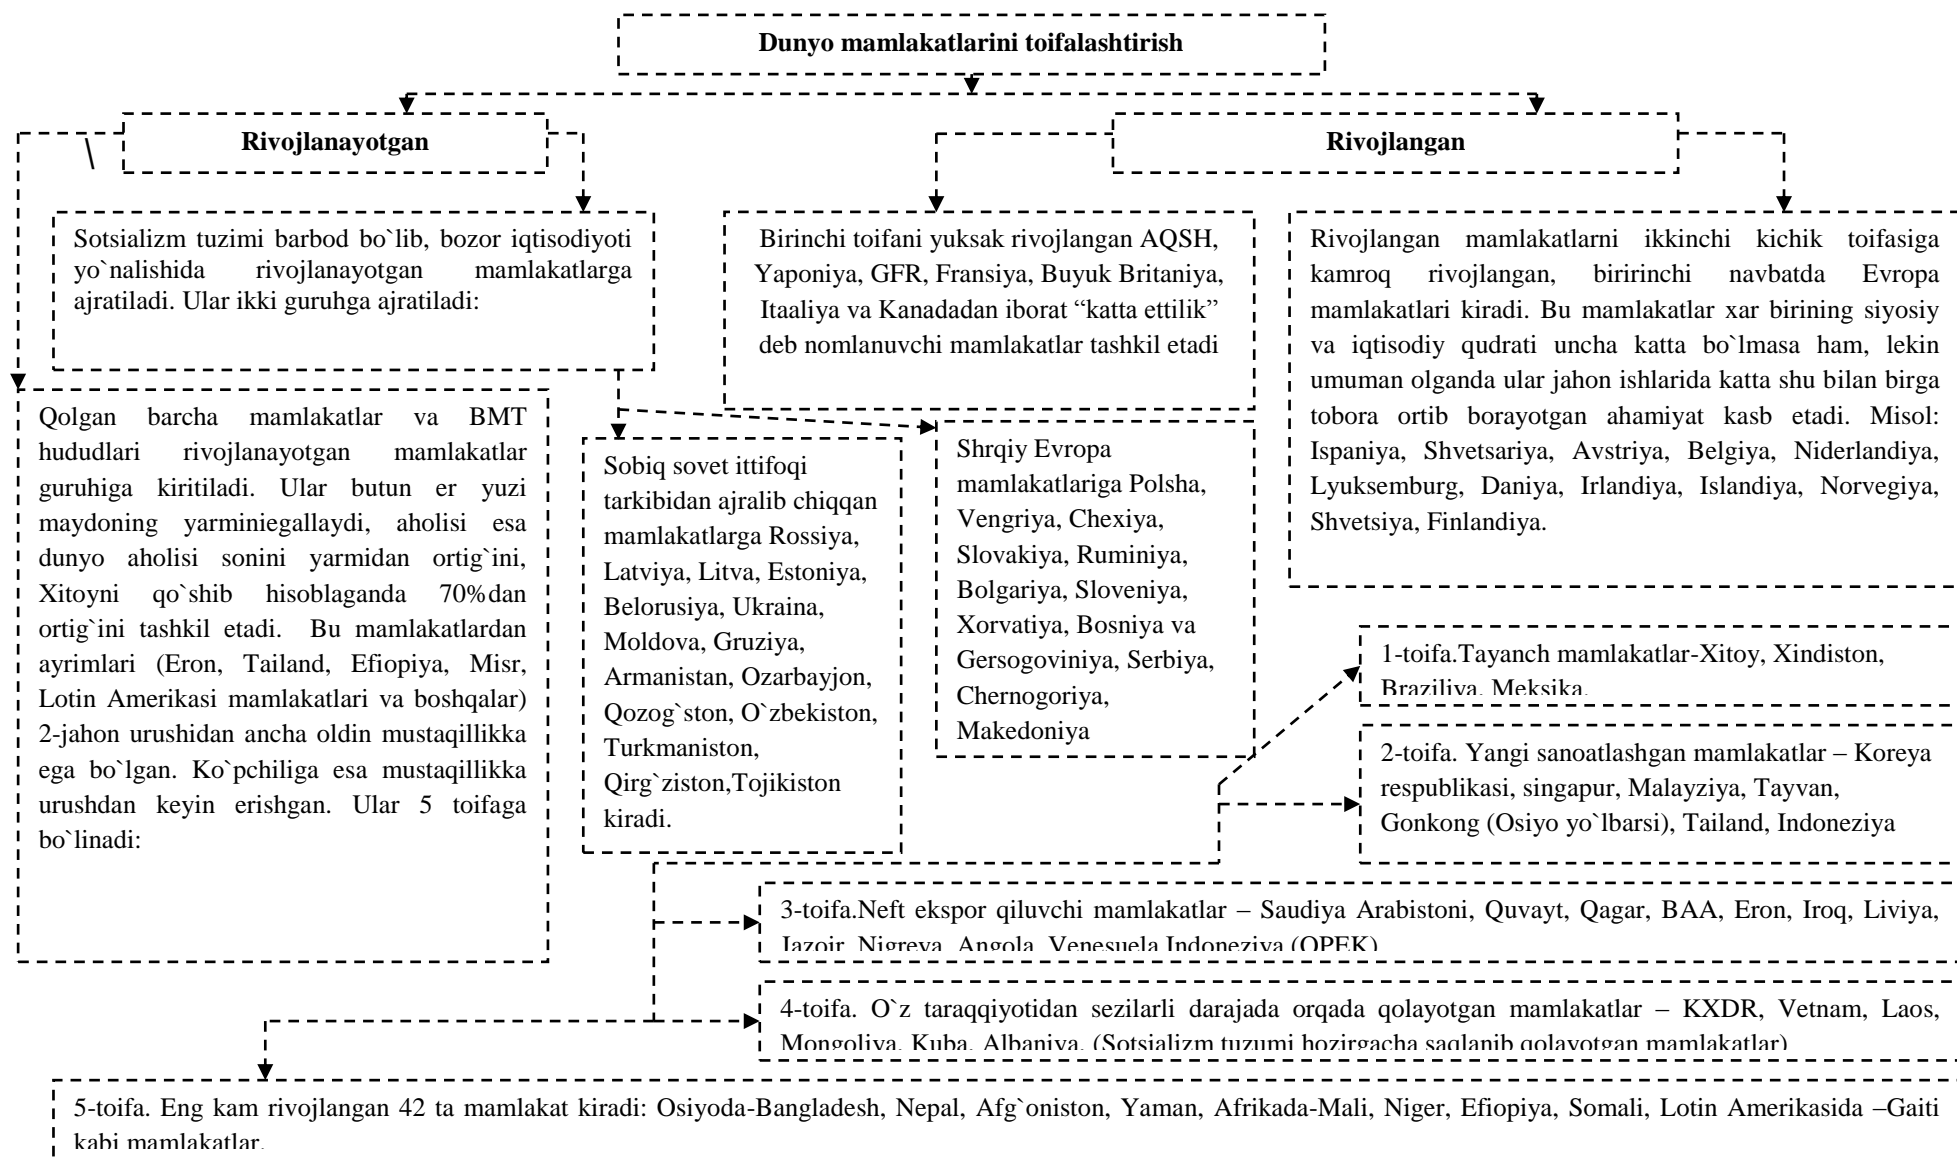 Dunyo mamlakatlarini toifalashtirish
Rivojlanayotgan
Rivojlangan
Sotsializm tuzimi barbod bo`lib, bozor iqtisodiyoti
yo`nalishida rivojlanayotgan mamlakatlarga
ajratiladi. Ular ikki guruhga ajratiladi:
Birinchi toifani yuksak rivojlangan AQSH,
Yaponiya, GFR, Fransiya, Buyuk Britaniya,
Itaaliya va Kanadadan iborat “katta ettilik”
deb nomlanuvchi mamlakatlar tashkil etadi
Rivojlangan mamlakatlarni ikkinchi kichik toifasiga
kamroq rivojlangan, biririnchi navbatda Evropa
mamlakatlari kiradi. Bu mamlakatlar xar birining siyosiy
va iqtisodiy qudrati uncha katta bo`lmasa ham, lekin
umuman olganda ular jahon ishlarida katta shu bilan birga
tobora ortib borayotgan ahamiyat kasb etadi. Misol:
Ispaniya, Shvetsariya, Avstriya, Belgiya, Niderlandiya,
Lyuksemburg, Daniya, Irlandiya, Islandiya, Norvegiya,
Shvetsiya, Finlandiya.
Qolgan barcha mamlakatlar va BMT
hududlari rivojlanayotgan mamlakatlar
guruhiga kiritiladi. Ular butun er yuzi
maydoning yarminiegallaydi, aholisi esa
dunyo aholisi sonini yarmidan ortig`ini,
Xitoyni qo`shib hisoblaganda 70%dan
ortig`ini tashkil etadi. Bu mamlakatlardan
ayrimlari (Eron, Tailand, Efiopiya, Misr,
Lotin Amerikasi mamlakatlari va boshqalar)
2-jahon urushidan ancha oldin mustaqillikka
ega bo`lgan. Ko`pchiliga esa mustaqillikka
urushdan keyin erishgan. Ular 5 toifaga
bo`linadi:
Sobiq sovet ittifoqi
tarkibidan ajralib chiqqan
mamlakatlarga Rossiya,
Latviya, Litva, Estoniya,
Belorusiya, Ukraina,
Moldova, Gruziya,
Armanistan, Ozarbayjon,
Qozog`ston, O`zbekiston,
Turkmaniston,
Qirg`ziston,Tojikiston
kiradi.
Shrqiy Evropa
mamlakatlariga Polsha,
Vengriya, Chexiya,
Slovakiya, Ruminiya,
Bolgariya, Sloveniya,
Xorvatiya, Bosniya va
Gersogoviniya, Serbiya,
Chernogoriya,
Makedoniya
1-toifa.Tayanch mamlakatlar-Xitoy, Xindiston,
Braziliya, Meksika.
2-toifa. Yangi sanoatlashgan mamlakatlar – Koreya
respublikasi, singapur, Malayziya, Tayvan,
Gonkong (Osiyo yo`lbarsi), Tailand, Indoneziya
3-toifa.Neft ekspor qiluvchi mamlakatlar – Saudiya Arabistoni, Quvayt, Qagar, BAA, Eron, Iroq, Liviya,
Jazoir, Nigreya, Angola, Venesuela Indoneziya (OPEK)
4-toifa. O`z taraqqiyotidan sezilarli darajada orqada qolayotgan mamlakatlar – KXDR, Vetnam, Laos,
Mongoliya, Kuba, Albaniya. (Sotsializm tuzumi hozirgacha saqlanib qolayotgan mamlakatlar)
5-toifa. Eng kam rivojlangan 42 ta mamlakat kiradi: Osiyoda-Bangladesh, Nepal, Afg`oniston, Yaman, Afrikada-Mali, Niger, Efiopiya, Somali, Lotin Amerikasida –Gaiti
kabi mamlakatlar.